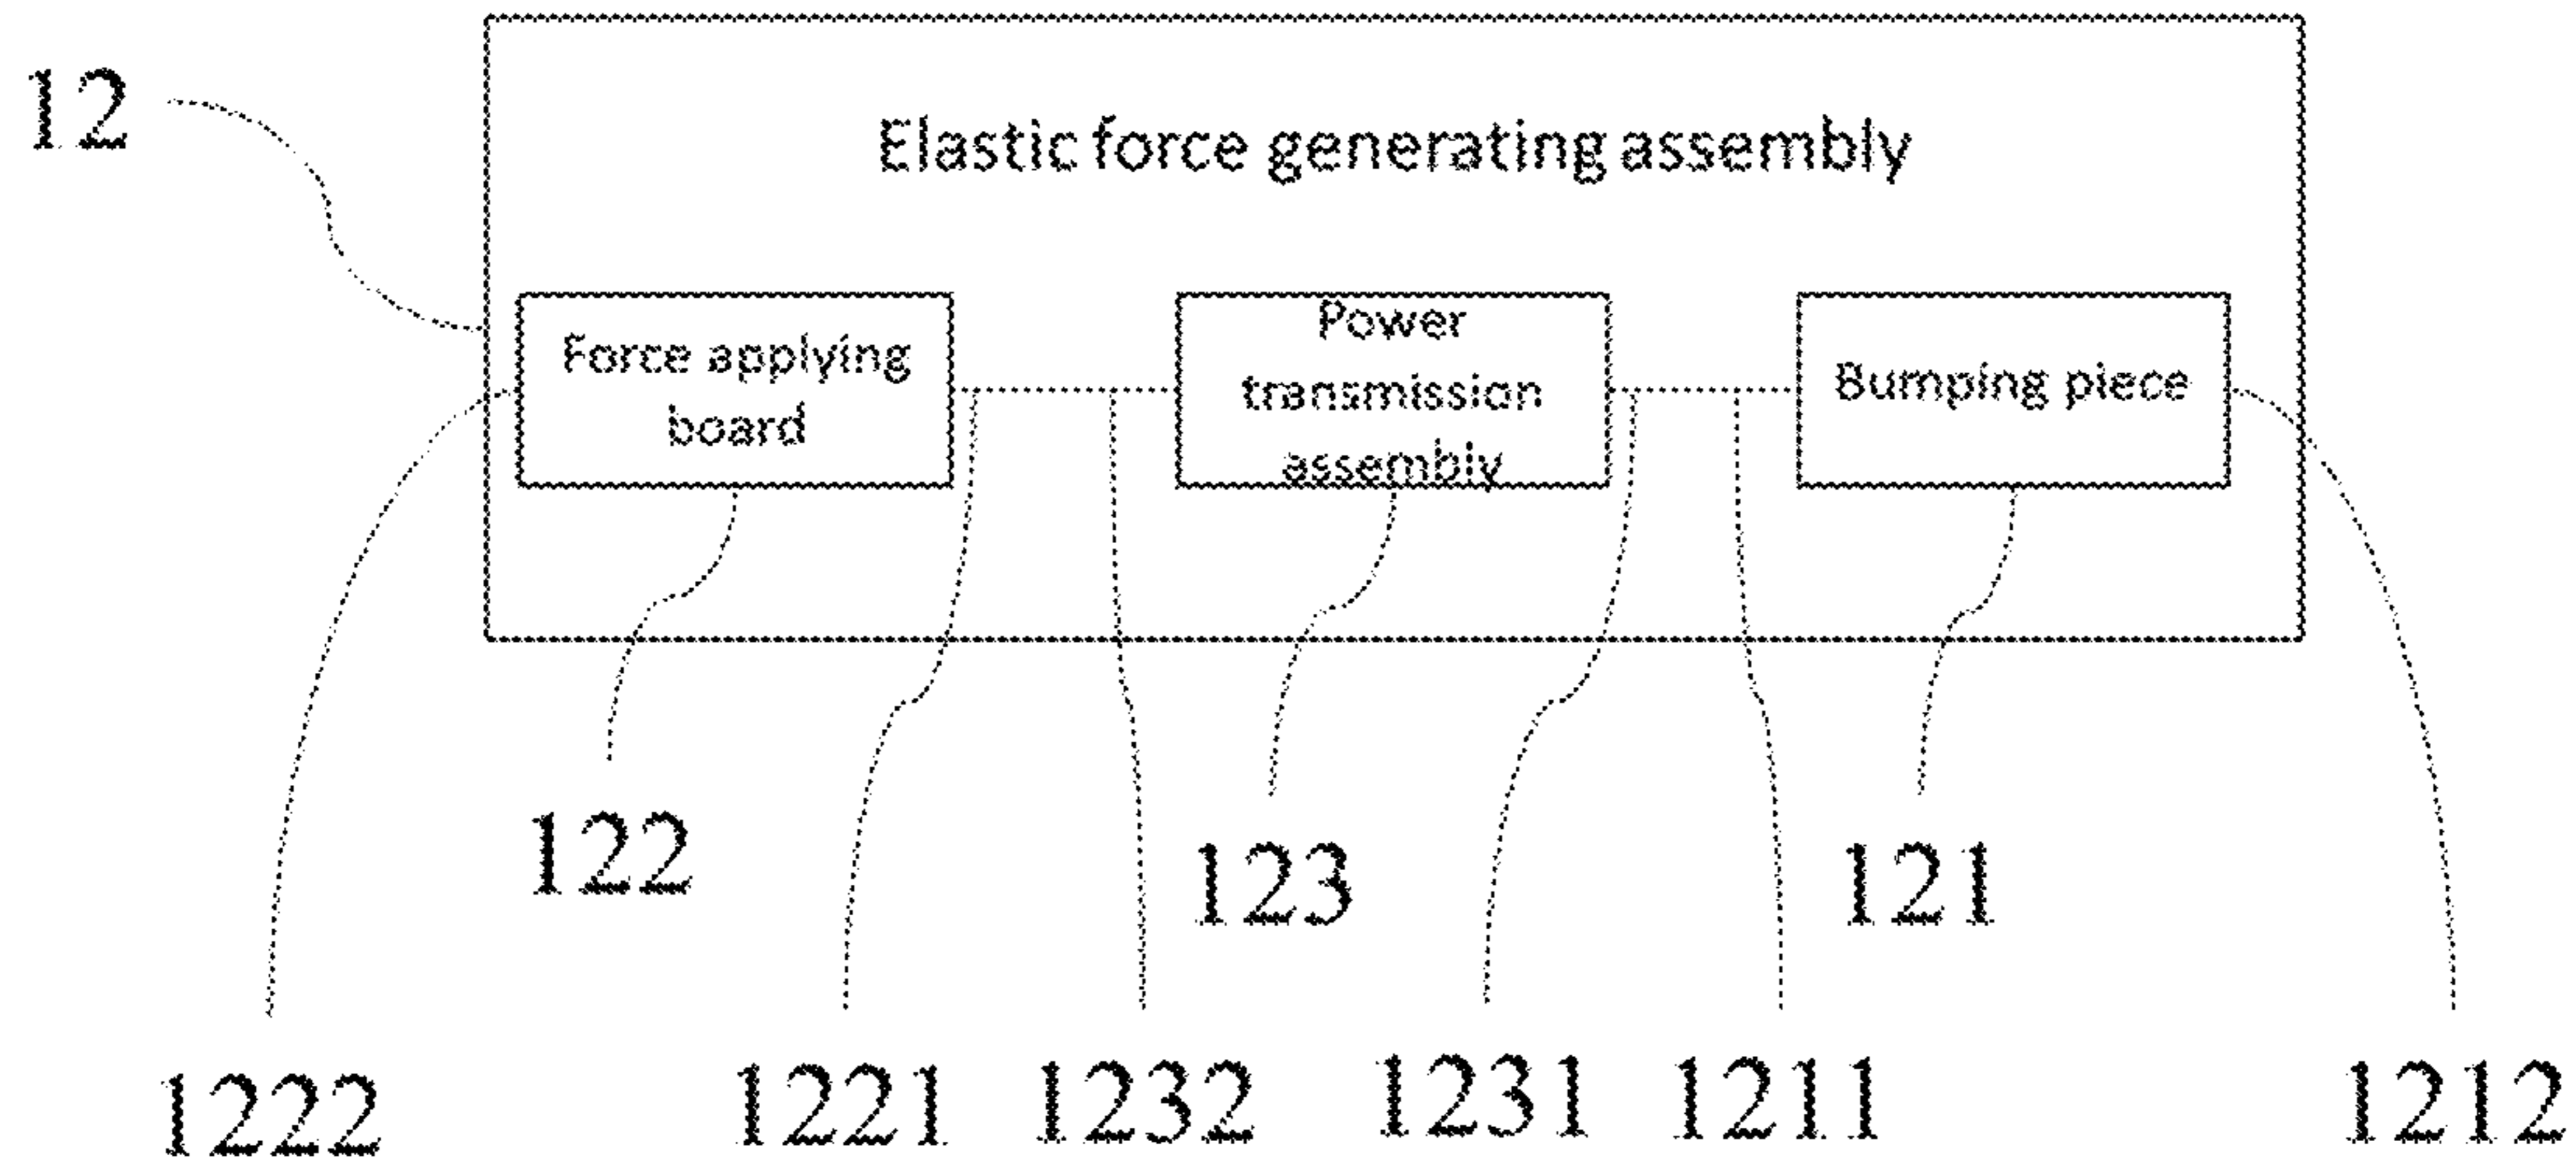 12
Elastic force generating assembly
Force applying
board
Power
transmission
assembly
Bumping piece
122
123
121
1222
1221
1232
1231
1211
1212